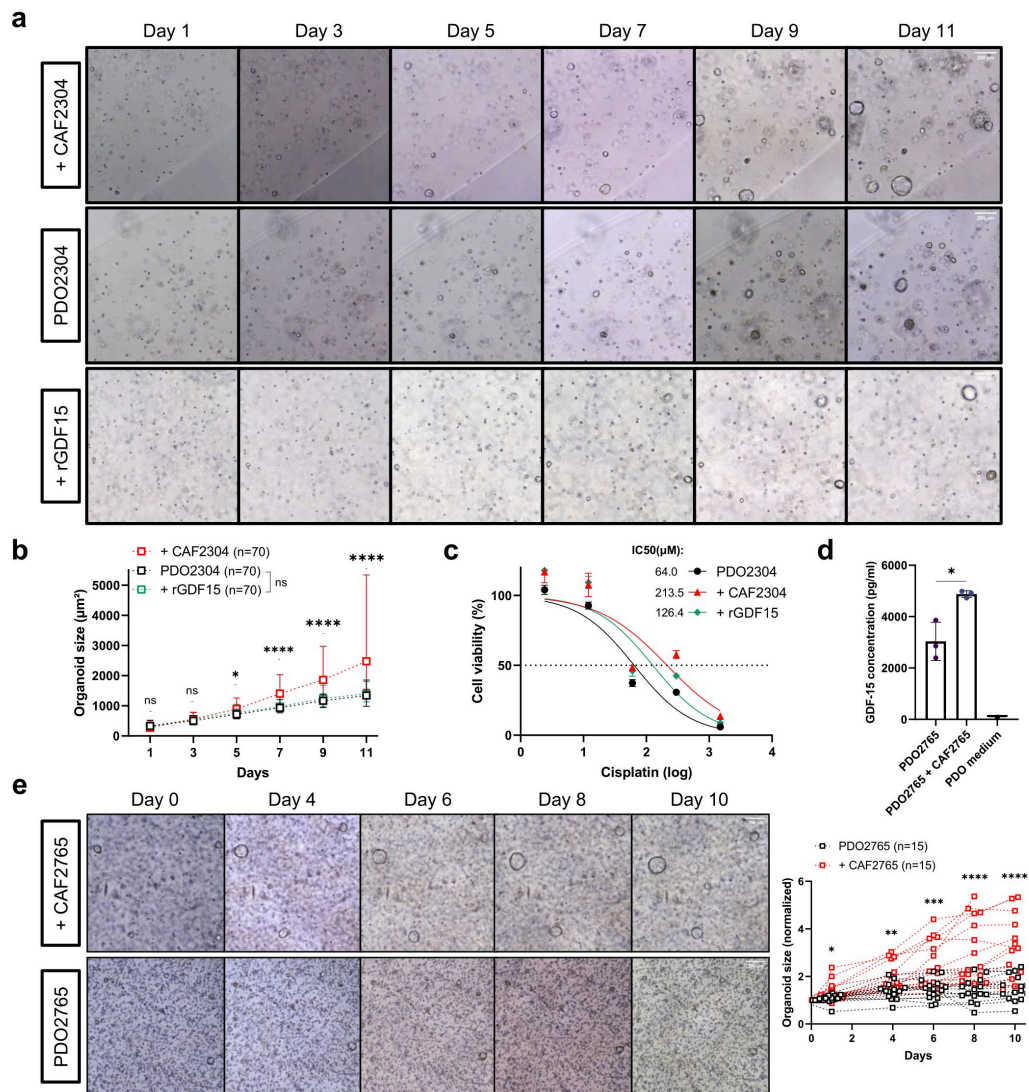 a
Day 1 Day 3 Day 5 Day 7 Day 9 Day 11
+ CAF2304
PDO2304
+ rGDF15
b
+ CAF2304 (n=70)
PDO2304 (n=70)
+ rGDF15 (n=70)
ns
Organoid size (µm²)
5000
4000
3000
2000
1000
0
ns ns * **** **** ****
1 3 5 7 9 11
Days
c
IC50(µM):
64.0 PDO2304
213.5 + CAF2304
126.4 + rGDF15
Cell viability (%)
100
50
0
0 1 2 3 4
Cisplatin (log)
d
GDF-15 concentration (pg/ml)
6000
4000
2000
0
*
PDO2765
PDO2765 + CAF2765
PDO medium
e
Day 0 Day 4 Day 6 Day 8 Day 10
+ CAF2765
PDO2765
PDO2765 (n=15)
+ CAF2765 (n=15)
Organoid size (normalized)
6
4
2
0
* ** *** **** ****
0 2 4 6 8 10
Days